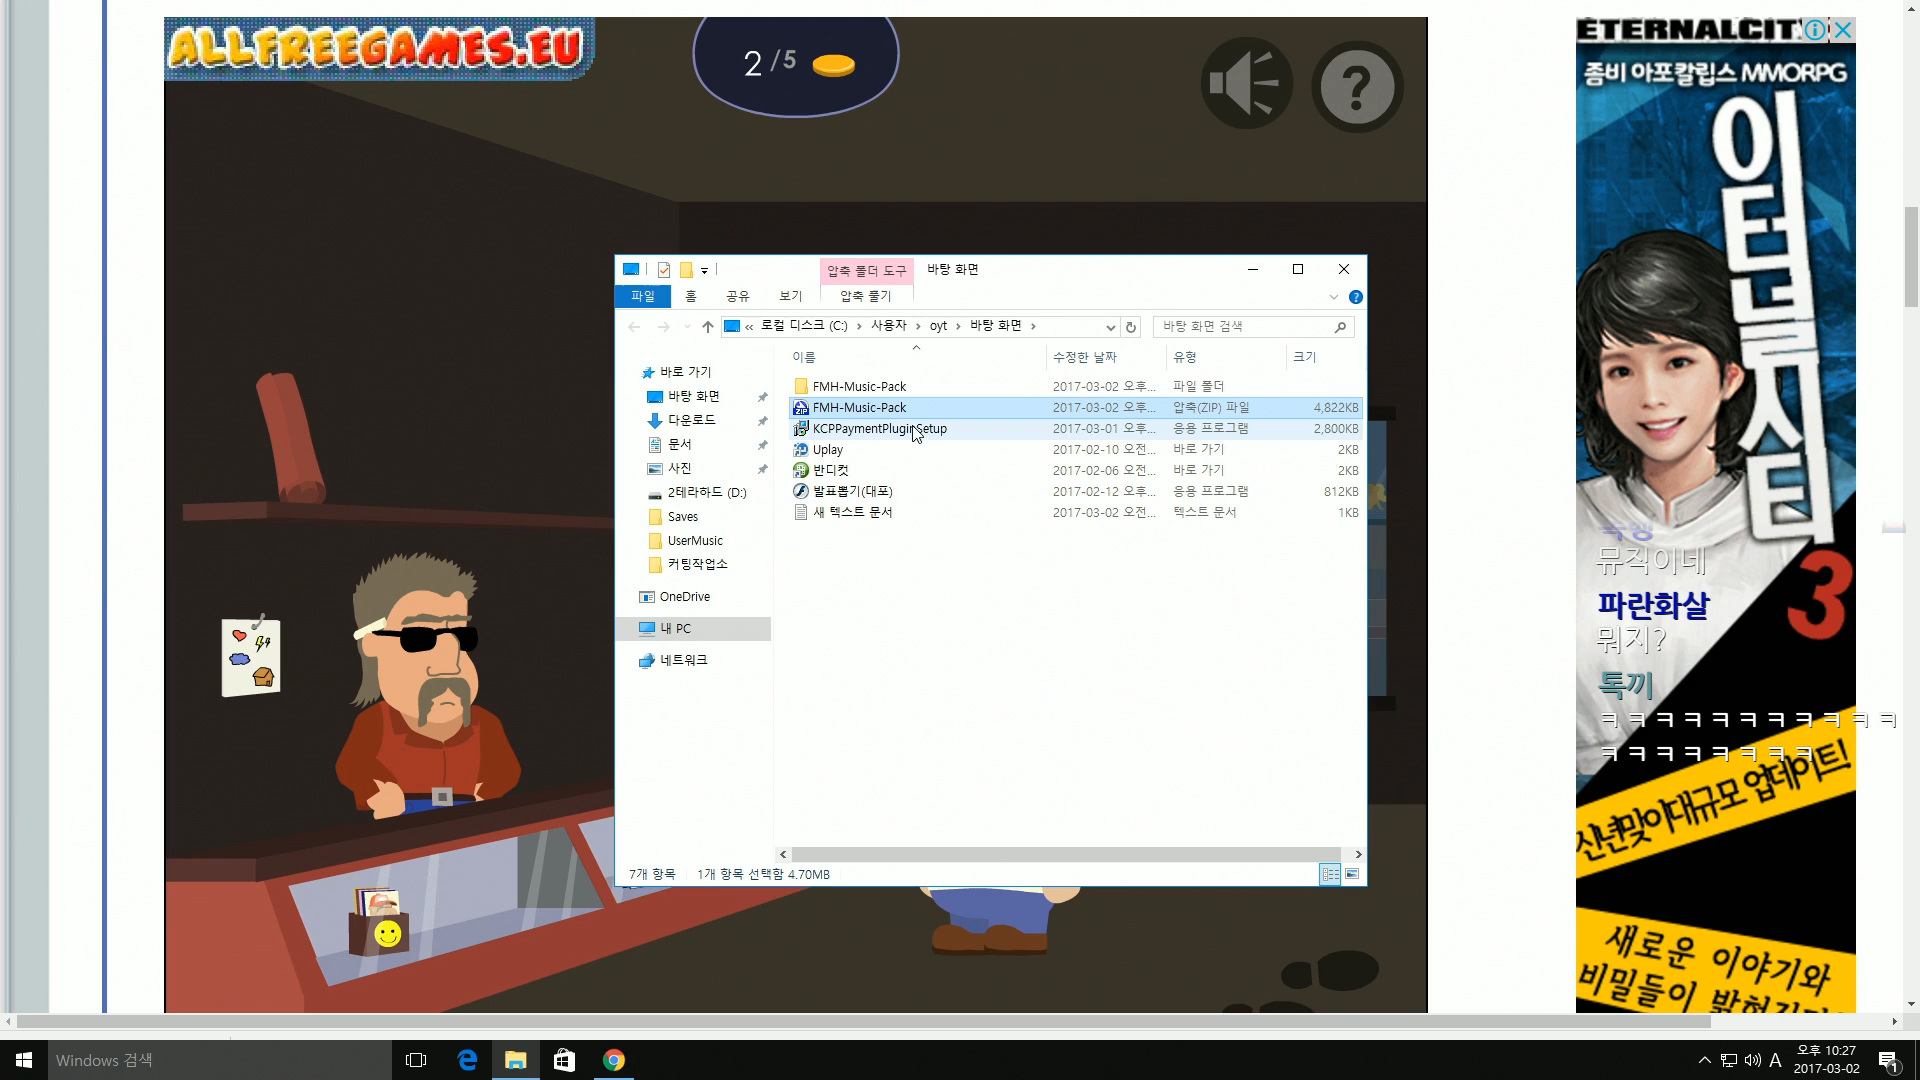 ALLFREEGAMES.EU
2 /5
?
ETERNALCIT
좀비 아포칼립스 MMORPG
이터널시티
3
압축 폴더 도구
바탕 화면
파일
홈
공유
보기
압축 풀기
« 로컬 디스크 (C:) › 사용자 › oyt › 바탕 화면 ›
바탕 화면 검색
이름
수정한 날짜
유형
크기
바로 가기
바탕 화면
다운로드
문서
사진
2테라하드 (D:)
Saves
UserMusic
커팅작업소
OneDrive
내 PC
네트워크
FMH-Music-Pack 2017-03-02 오후... 파일 폴더
FMH-Music-Pack 2017-03-02 오후... 압축(ZIP) 파일 4,822KB
KCPPaymentPluginSetup 2017-03-01 오후... 응용 프로그램 2,800KB
Uplay 2017-02-10 오전... 바로 가기 2KB
반디컷 2017-02-06 오전... 바로 가기 2KB
발표뽑기(대포) 2017-02-12 오후... 응용 프로그램 812KB
새 텍스트 문서 2017-03-02 오전... 텍스트 문서 1KB
7개 항목
1개 항목 선택함 4.70MB
뮤직이네
파란화살
뭐지?
톡끼
ㅋㅋㅋㅋㅋㅋㅋㅋㅋㅋㅋ
ㅋㅋㅋㅋㅋㅋㅋㅋ
신년맞이 대규모 업데이트!
새로운 이야기와
비밀들이
Windows 검색
A
오후 10:27
2017-03-02
1